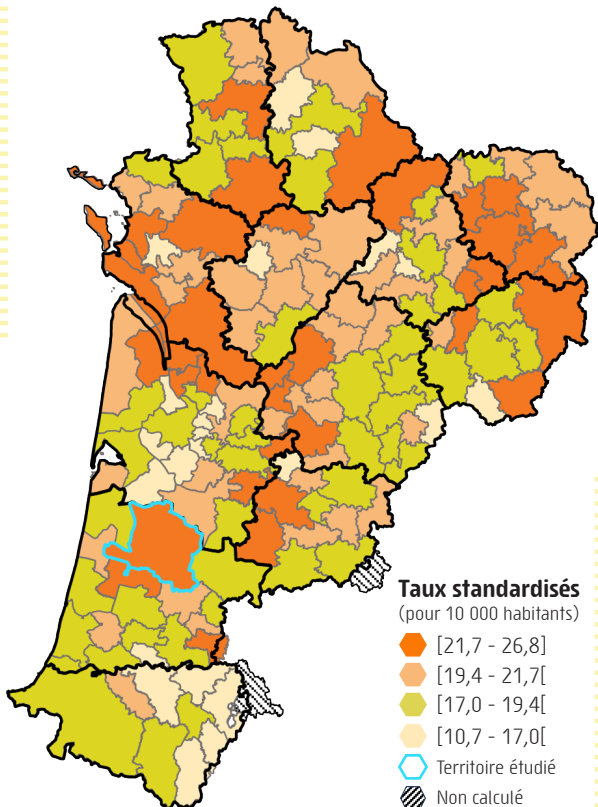 Taux standardisés
(pour 10 000 habitants)
[21,7 - 26,8]
[19,4 - 21,7[
[17,0 - 19,4[
[10,7 - 17,0[
Territoire étudié
Non calculé